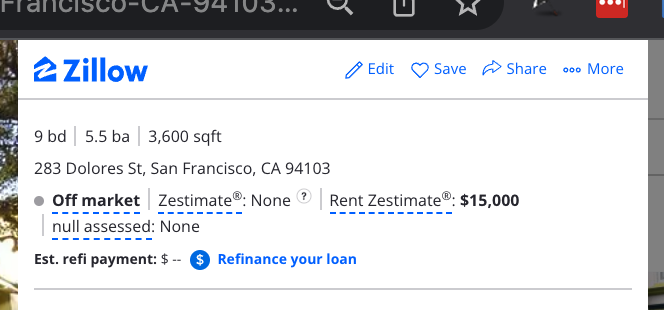 Francisco-CA-94103...
Zillow
Edit Save Share More
9 bd | 5.5 ba | 3,600 sqft
283 Dolores St, San Francisco, CA 94103
Off market | Zestimate®: None ? | Rent Zestimate®: $15,000
| null assessed: None
Est. refi payment: $ -- $ Refinance your loan